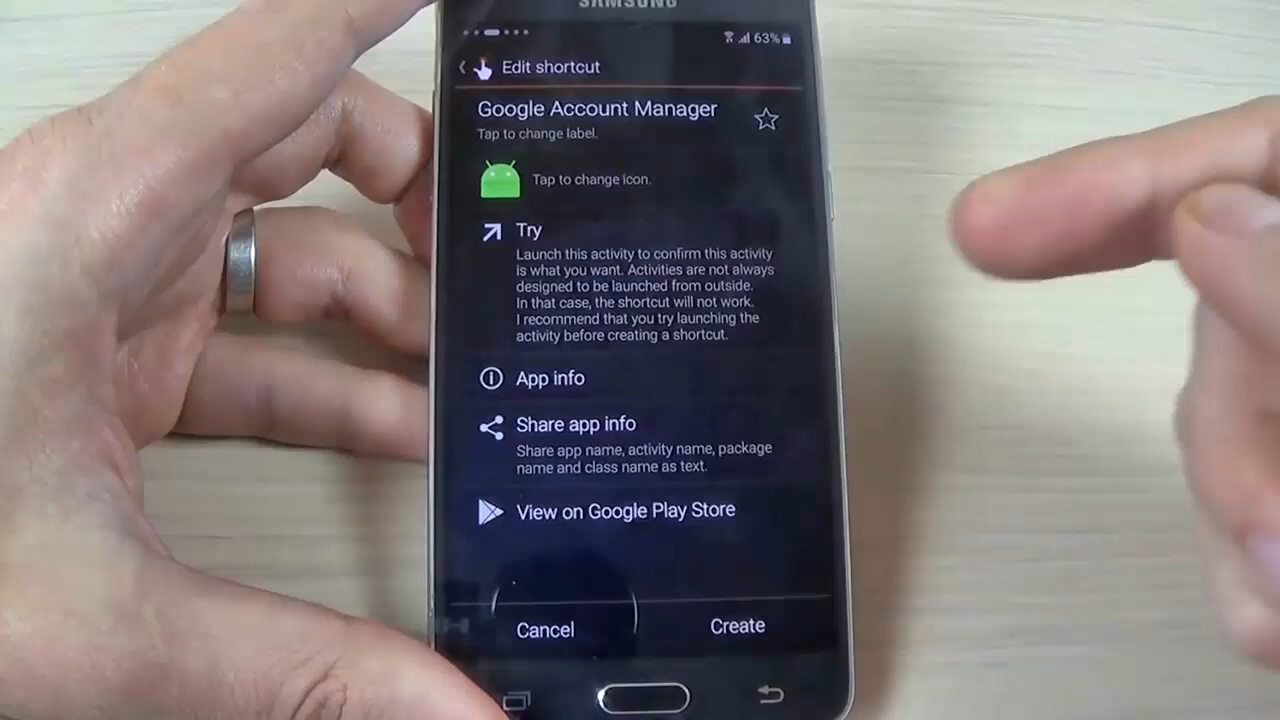 SAMSUNG
63%
Edit shortcut
Google Account Manager
Tap to change label.
Tap to change icon.
Try
Launch this activity to confirm this activity
is what you want. Activities are not always
designed to be launched from outside.
In that case, the shortcut will not work.
I recommend that you try launching the
activity before creating a shortcut.
App info
Share app info
Share app name, activity name, package
name and class name as text.
View on Google Play Store
Cancel
Create